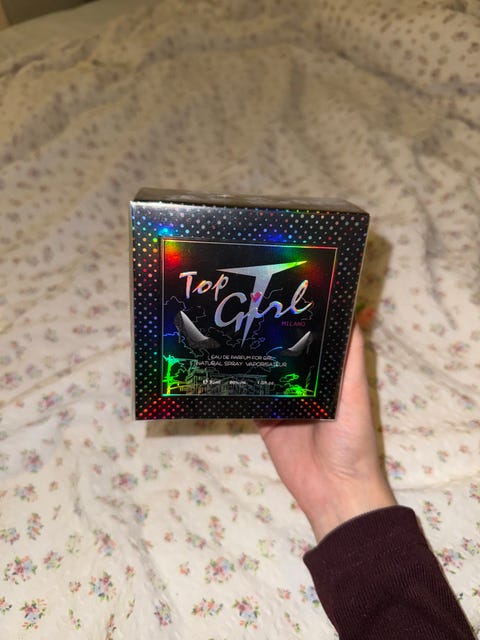 Top
Girl
MILANO
EAU DE PARFUM FOR GIRL
NATURAL SPRAY VAPORISATEUR